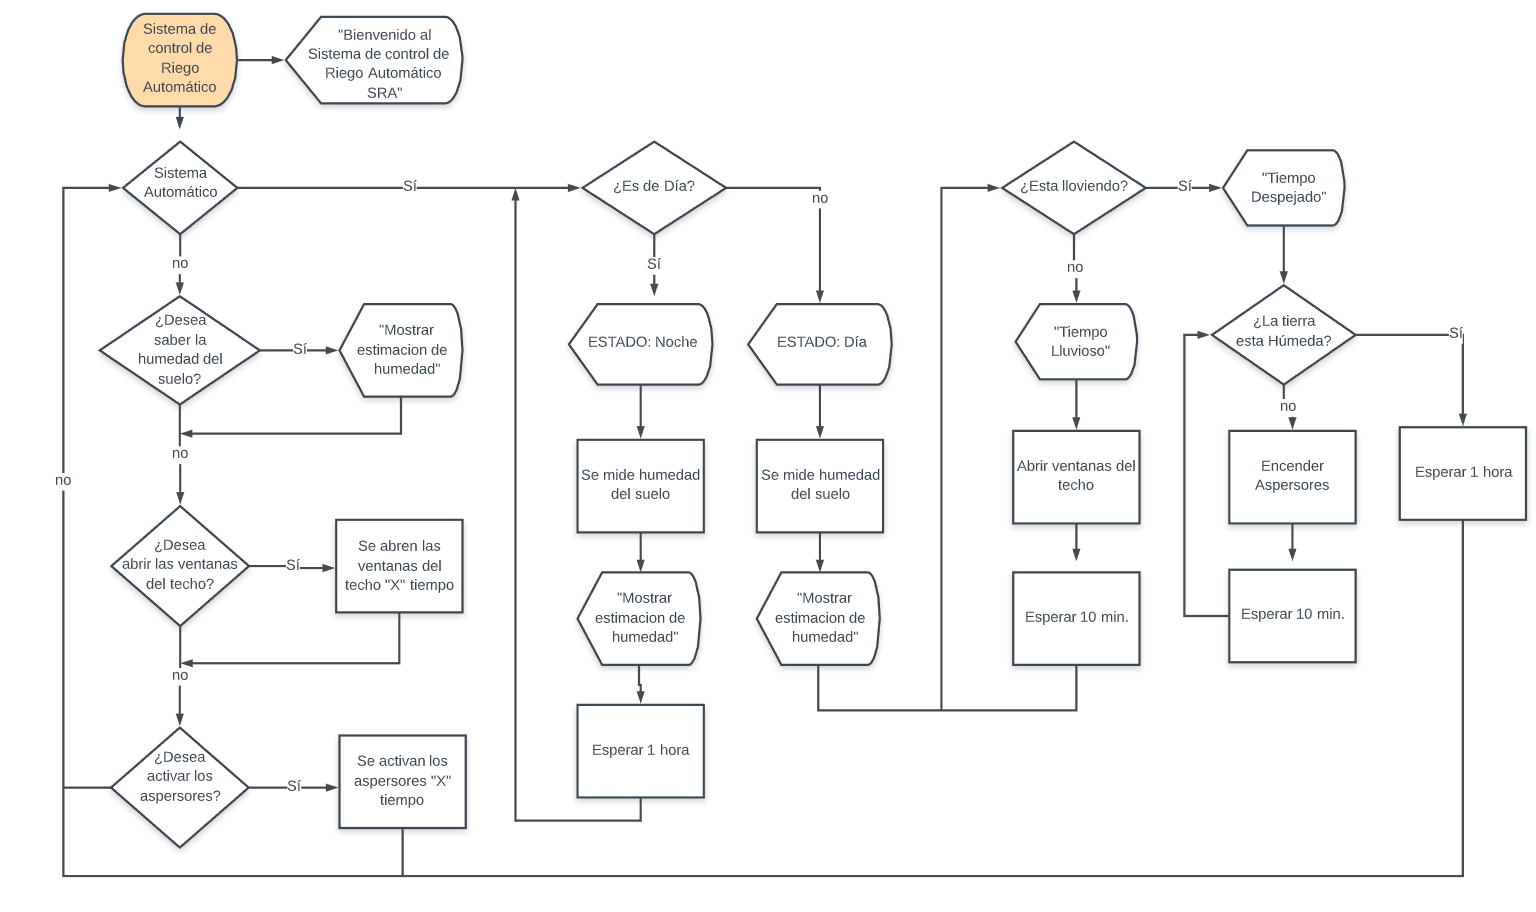 Sistema de
control de
Riego
Automático
"Bienvenido al
Sistema de control de
Riego Automático
SRA"
Sistema
Automático
Sí
¿Es de Día?
no
¿Esta lloviendo?
Sí
"Tiempo
Despejado"
no
Sí
no
¿Desea
saber la
humedad del
suelo?
Sí
"Mostrar
estimacion de
humedad"
ESTADO: Noche
ESTADO: Día
"Tiempo
Lluvioso"
¿La tierra
esta Húmeda?
Sí
no
no
no
Se mide humedad
del suelo
Se mide humedad
del suelo
Abrir ventanas del
techo
Encender
Aspersores
Esperar 1 hora
¿Desea
abrir las ventanas
del techo?
Sí
Se abren las
ventanas del
techo "X" tiempo
"Mostrar
estimacion de
humedad"
"Mostrar
estimacion de
humedad"
Esperar 10 min.
Esperar 10 min.
no
¿Desea
activar los
aspersores?
Sí
Se activan los
aspersores "X"
tiempo
Esperar 1 hora